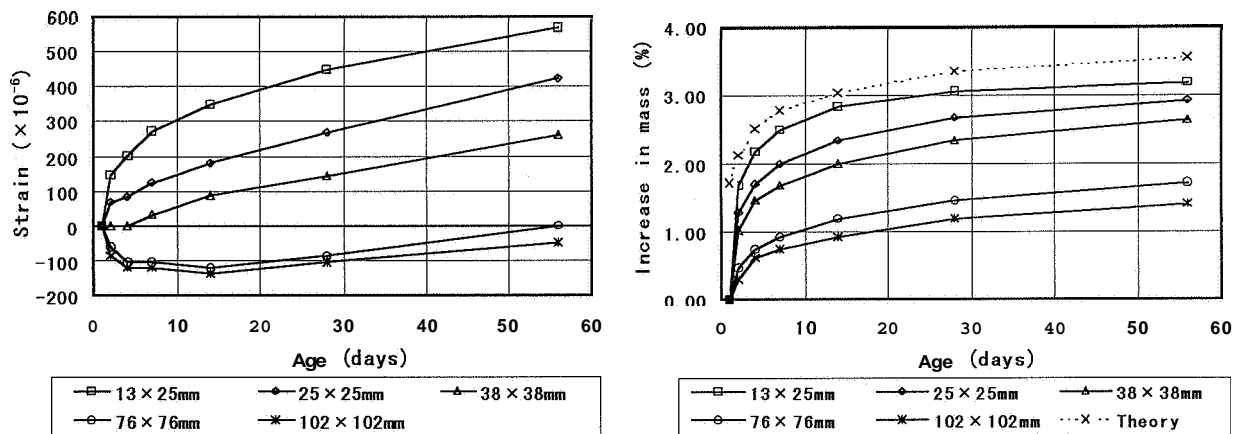 600
500
400
300
200
100
0
-100
-200
Strain (×10⁻⁶)
0 10 20 30 40 50 60
Age (days)
13×25mm 25×25mm 38×38mm
76×76mm 102×102mm
4.00
3.00
2.00
1.00
0.00
Increase in mass (%)
0 10 20 30 40 50 60
Age (days)
13×25mm 25×25mm 38×38mm
76×76mm 102×102mm Theory